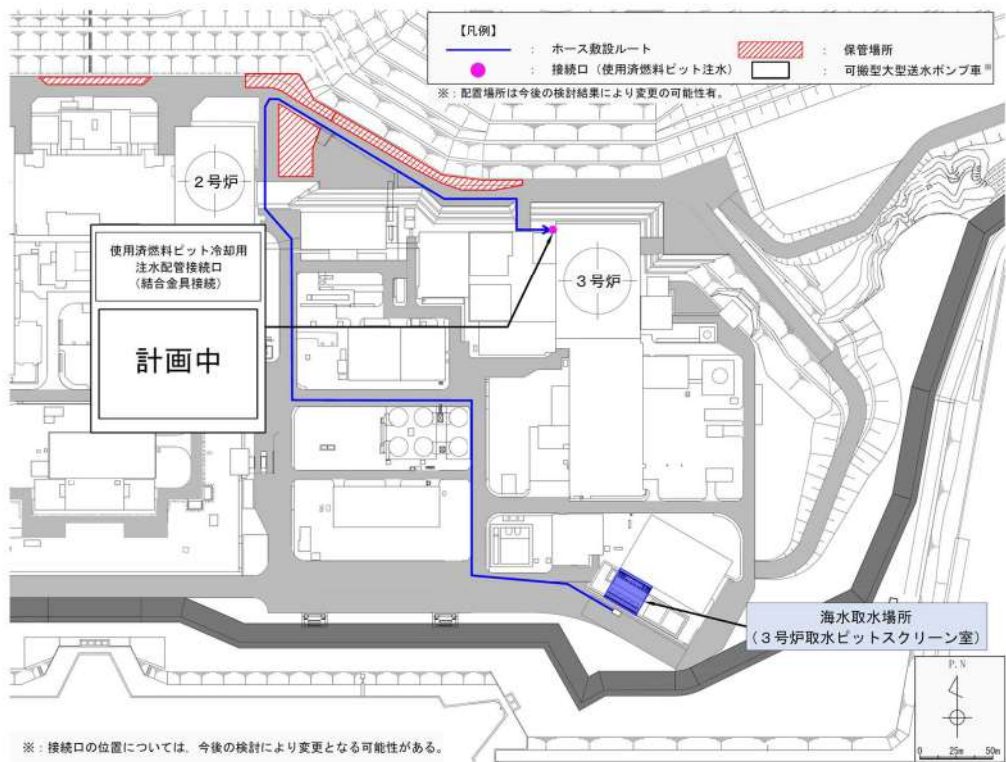 【凡例】
: ホース敷設ルート
: 保管場所
: 接続口（使用済燃料ピット注水）
: 可搬型大型送水ポンプ車※
※：配置場所は今後の検討結果により変更の可能性有。
2号炉
使用済燃料ピット冷却用
注水配管接続口
（結合金具接続）
計画中
3号炉
海水取水場所
（3号炉取水ピットスクリーン室）
P.N
0 25m 50m
※：接続口の位置については、今後の検討により変更となる可能性がある。